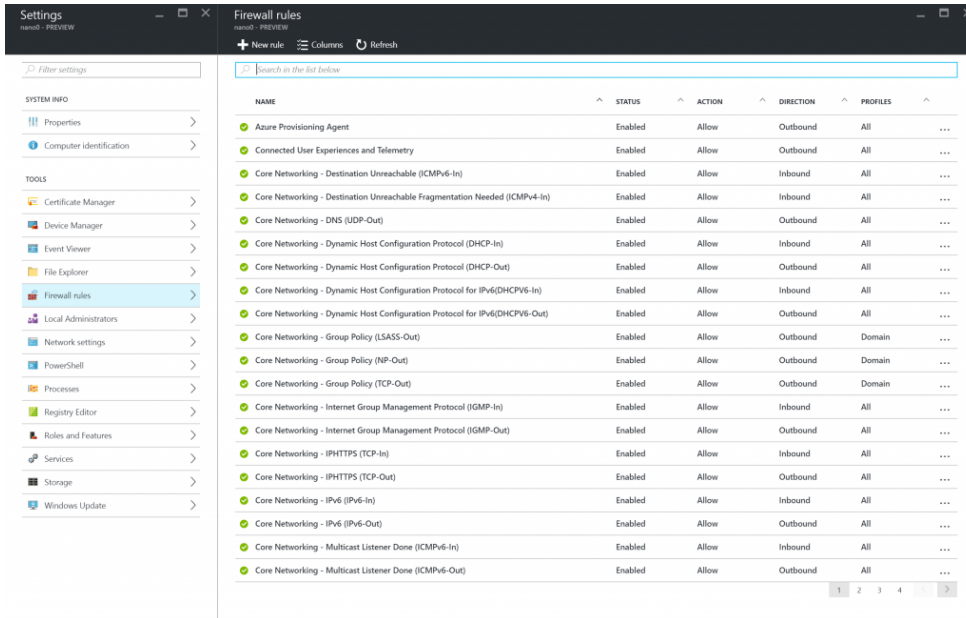 Settings
nano0 - PREVIEW
Filter settings
SYSTEM INFO
Properties
Computer identification
TOOLS
Certificate Manager
Device Manager
Event Viewer
File Explorer
Firewall rules
Local Administrators
Network settings
PowerShell
Processes
Registry Editor
Roles and Features
Services
Storage
Windows Update
Firewall rules
nano0 - PREVIEW
New rule Columns Refresh
Search in the list below
NAME STATUS ACTION DIRECTION PROFILES
Azure Provisioning Agent Enabled Allow Outbound All ...
Connected User Experiences and Telemetry Enabled Allow Outbound All ...
Core Networking - Destination Unreachable (ICMPv6-In) Enabled Allow Inbound All ...
Core Networking - Destination Unreachable Fragmentation Needed (ICMPv4-In) Enabled Allow Inbound All ...
Core Networking - DNS (UDP-Out) Enabled Allow Outbound All ...
Core Networking - Dynamic Host Configuration Protocol (DHCP-In) Enabled Allow Inbound All ...
Core Networking - Dynamic Host Configuration Protocol (DHCP-Out) Enabled Allow Outbound All ...
Core Networking - Dynamic Host Configuration Protocol for IPv6(DHCPV6-In) Enabled Allow Inbound All ...
Core Networking - Dynamic Host Configuration Protocol for IPv6(DHCPV6-Out) Enabled Allow Outbound All ...
Core Networking - Group Policy (LSASS-Out) Enabled Allow Outbound Domain ...
Core Networking - Group Policy (NP-Out) Enabled Allow Outbound Domain ...
Core Networking - Group Policy (TCP-Out) Enabled Allow Outbound Domain ...
Core Networking - Internet Group Management Protocol (IGMP-In) Enabled Allow Inbound All ...
Core Networking - Internet Group Management Protocol (IGMP-Out) Enabled Allow Outbound All ...
Core Networking - IPHTTPS (TCP-In) Enabled Allow Inbound All ...
Core Networking - IPHTTPS (TCP-Out) Enabled Allow Outbound All ...
Core Networking - IPv6 (IPv6-In) Enabled Allow Inbound All ...
Core Networking - IPv6 (IPv6-Out) Enabled Allow Outbound All ...
Core Networking - Multicast Listener Done (ICMPv6-In) Enabled Allow Inbound All ...
Core Networking - Multicast Listener Done (ICMPv6-Out) Enabled Allow Outbound All ...
1 2 3 4